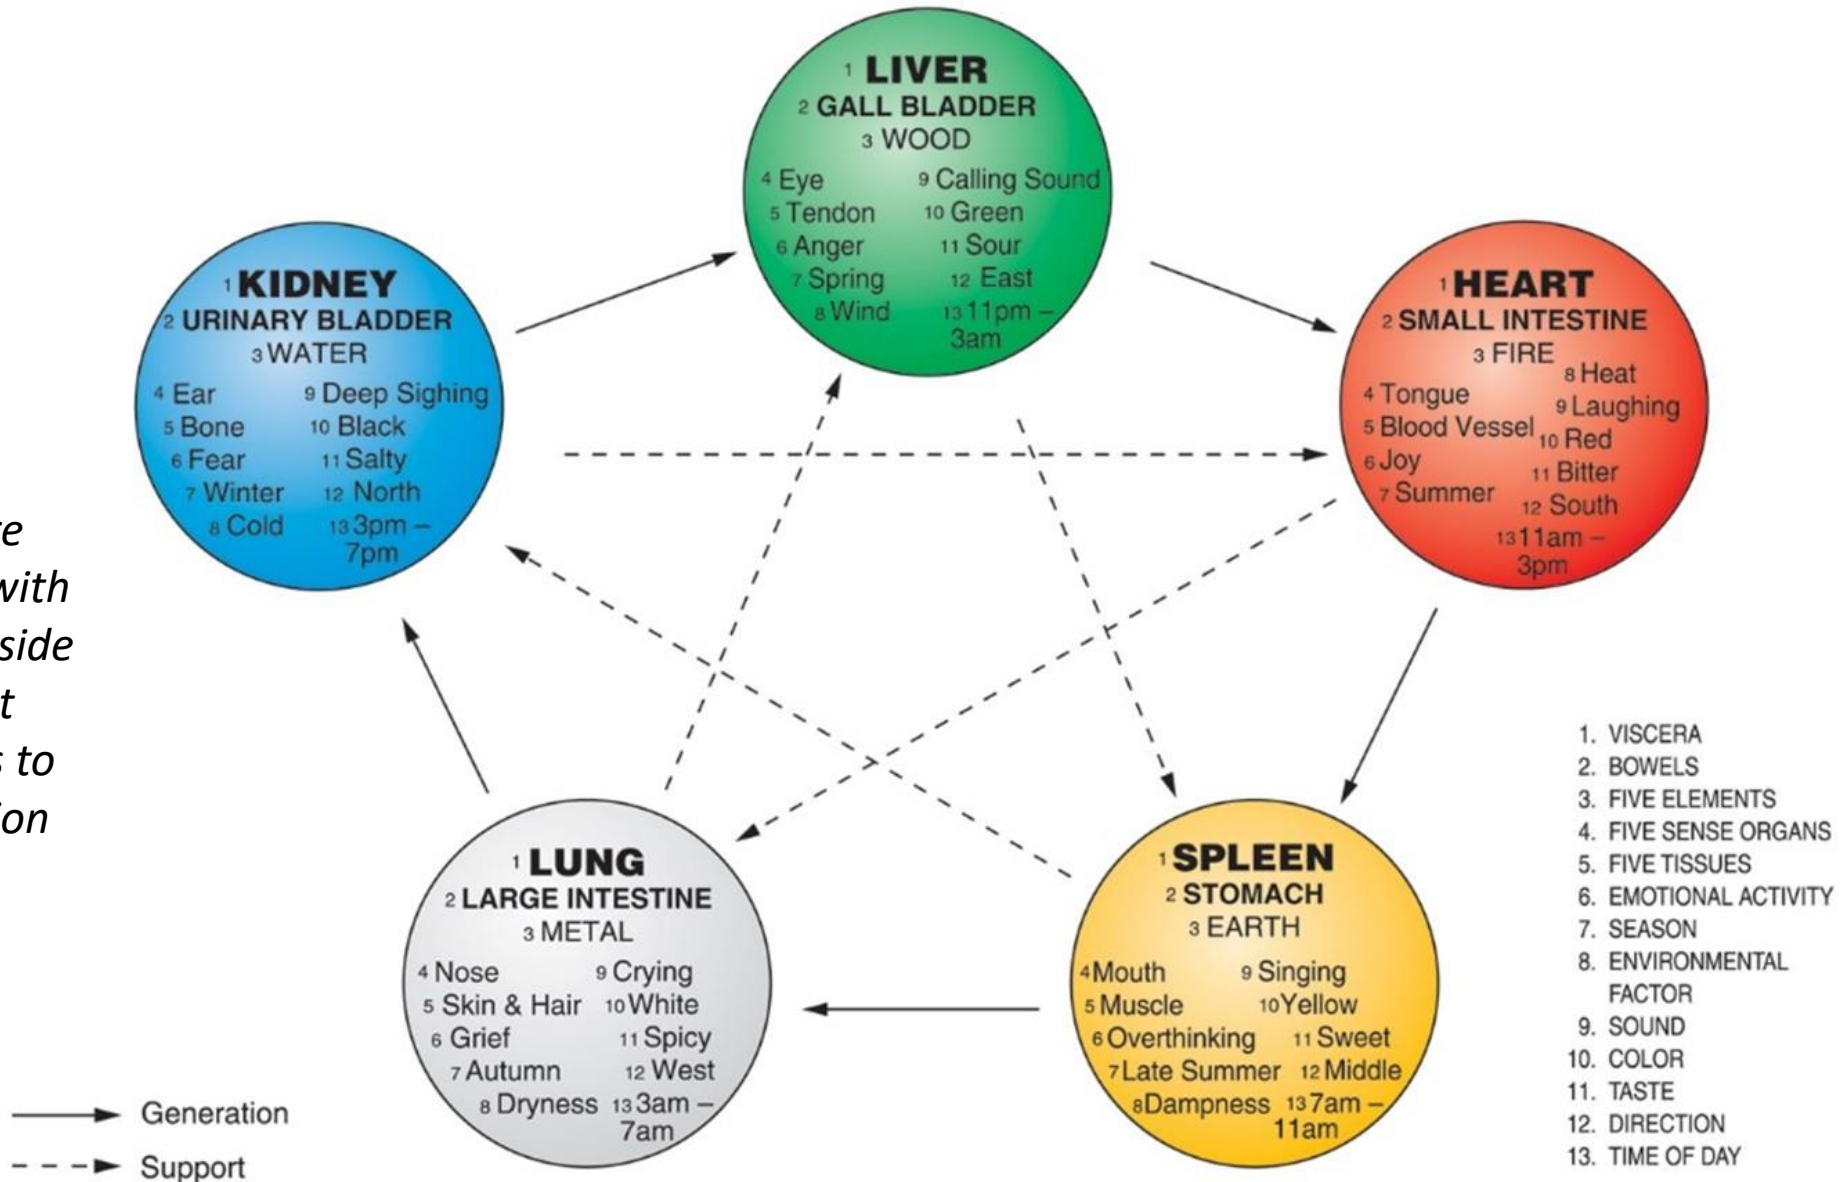 1 LIVER
2 GALL BLADDER
3 WOOD
4 Eye
5 Tendon
6 Anger
7 Spring
8 Wind
9 Calling Sound
10 Green
11 Sour
12 East
13 11pm –
3am
1 KIDNEY
2 URINARY BLADDER
3 WATER
4 Ear
5 Bone
6 Fear
7 Winter
8 Cold
9 Deep Sighing
10 Black
11 Salty
12 North
13 3pm –
7pm
1 HEART
2 SMALL INTESTINE
3 FIRE
4 Tongue
5 Blood Vessel
6 Joy
7 Summer
8 Heat
9 Laughing
10 Red
11 Bitter
12 South
13 11am –
3pm
with
side
s to
1 LUNG
2 LARGE INTESTINE
3 METAL
4 Nose
5 Skin & Hair
6 Grief
7 Autumn
8 Dryness
9 Crying
10 White
11 Spicy
12 West
13 3am –
7am
1 SPLEEN
2 STOMACH
3 EARTH
4 Mouth
5 Muscle
6 Overthinking
7 Late Summer
8 Dampness
9 Singing
10 Yellow
11 Sweet
12 Middle
13 7am –
11am
1. VISCERA
2. BOWELS
3. FIVE ELEMENTS
4. FIVE SENSE ORGANS
5. FIVE TISSUES
6. EMOTIONAL ACTIVITY
7. SEASON
8. ENVIRONMENTAL
FACTOR
9. SOUND
10. COLOR
11. TASTE
12. DIRECTION
13. TIME OF DAY
Generation
Support